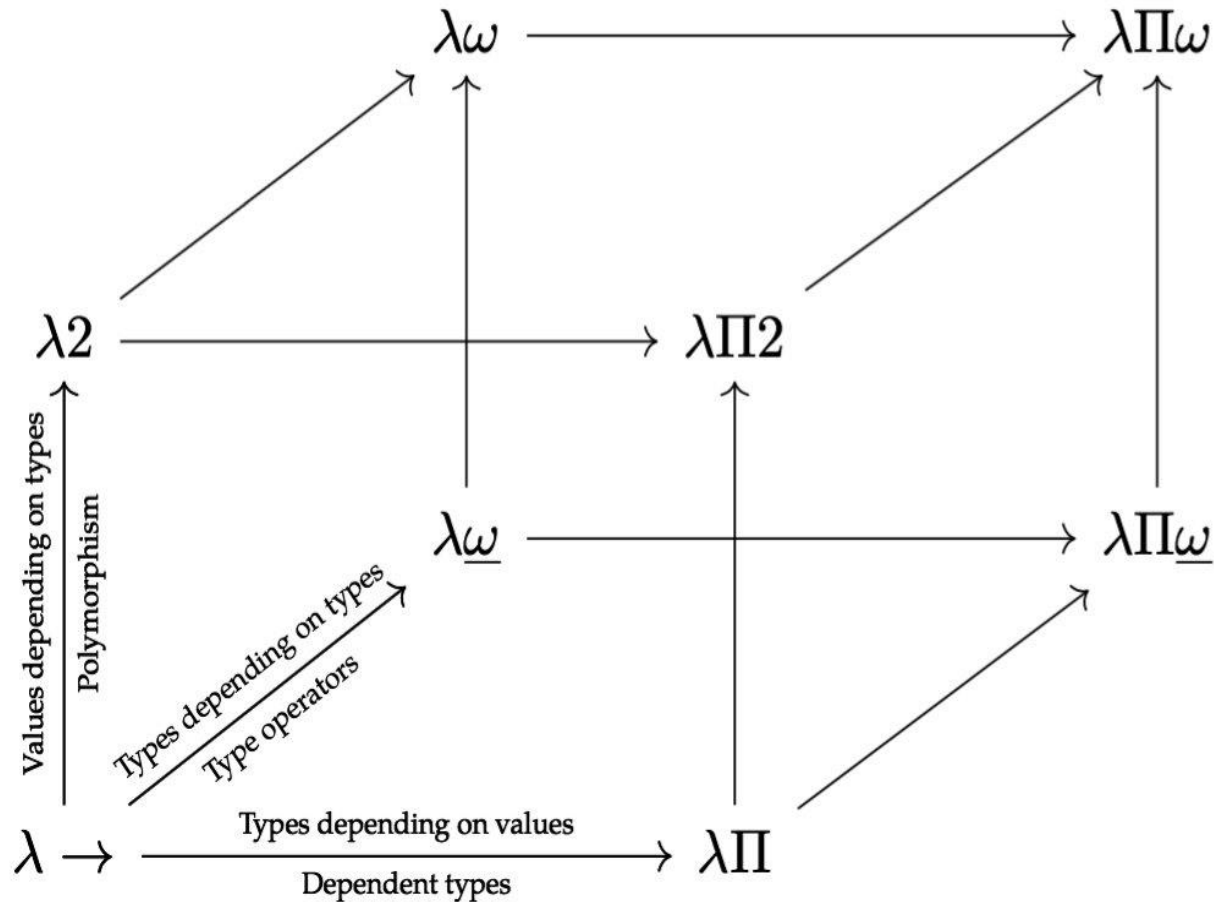 λω
λΠω
λ2
λΠ2
Values depending on types
Polymorphism
λω̲
λΠω̲
Types depending on types
Type operators
λ →
Types depending on values
Dependent types
λΠ